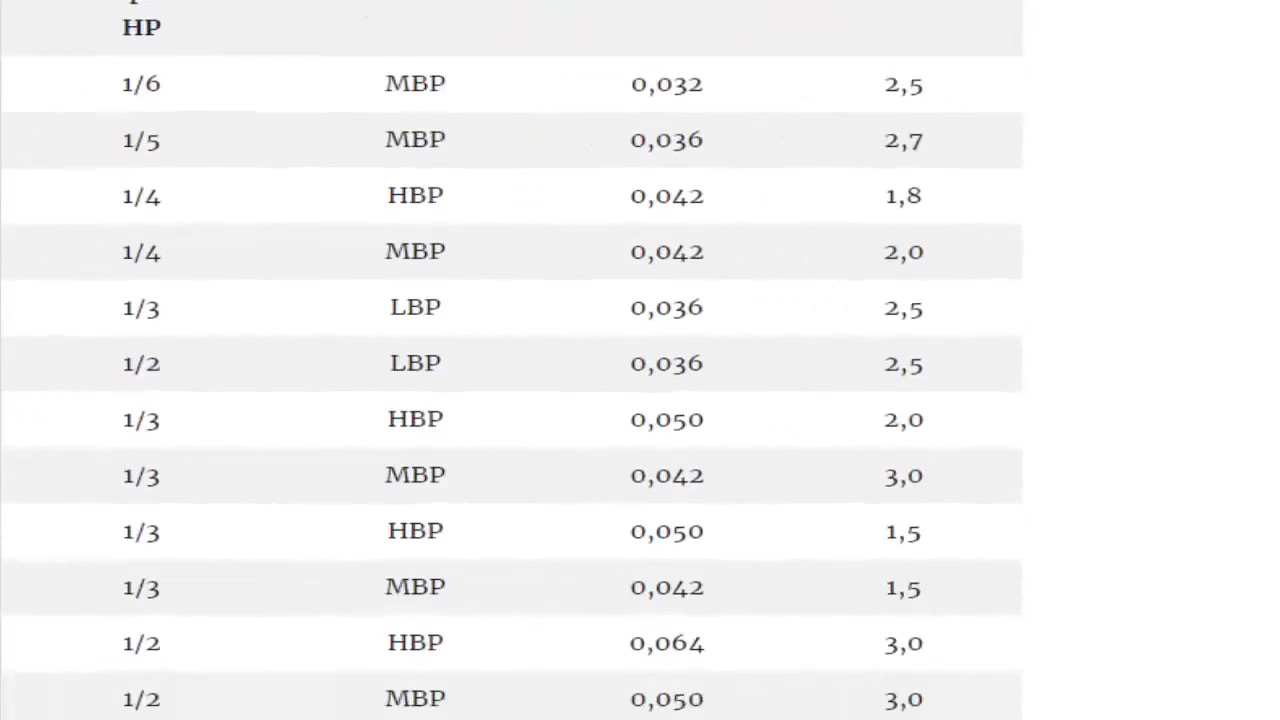 HP
1/6 MBP 0,032 2,5
1/5 MBP 0,036 2,7
1/4 HBP 0,042 1,8
1/4 MBP 0,042 2,0
1/3 LBP 0,036 2,5
1/2 LBP 0,036 2,5
1/3 HBP 0,050 2,0
1/3 MBP 0,042 3,0
1/3 HBP 0,050 1,5
1/3 MBP 0,042 1,5
1/2 HBP 0,064 3,0
1/2 MBP 0,050 3,0